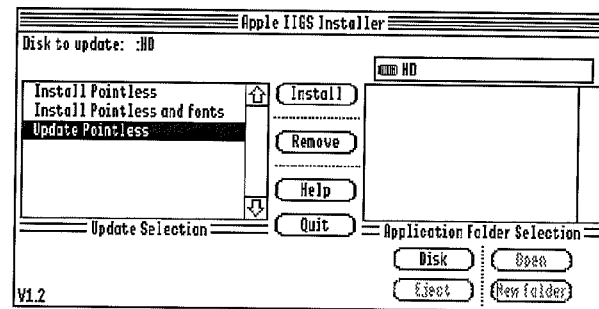 Apple IIGS Installer
Disk to update: :HD
HD
Install Pointless
Install Pointless and fonts
Update Pointless
Install
Remove
Help
Quit
Update Selection
Application Folder Selection
Disk
Open
Eject
New Folder
V1.2